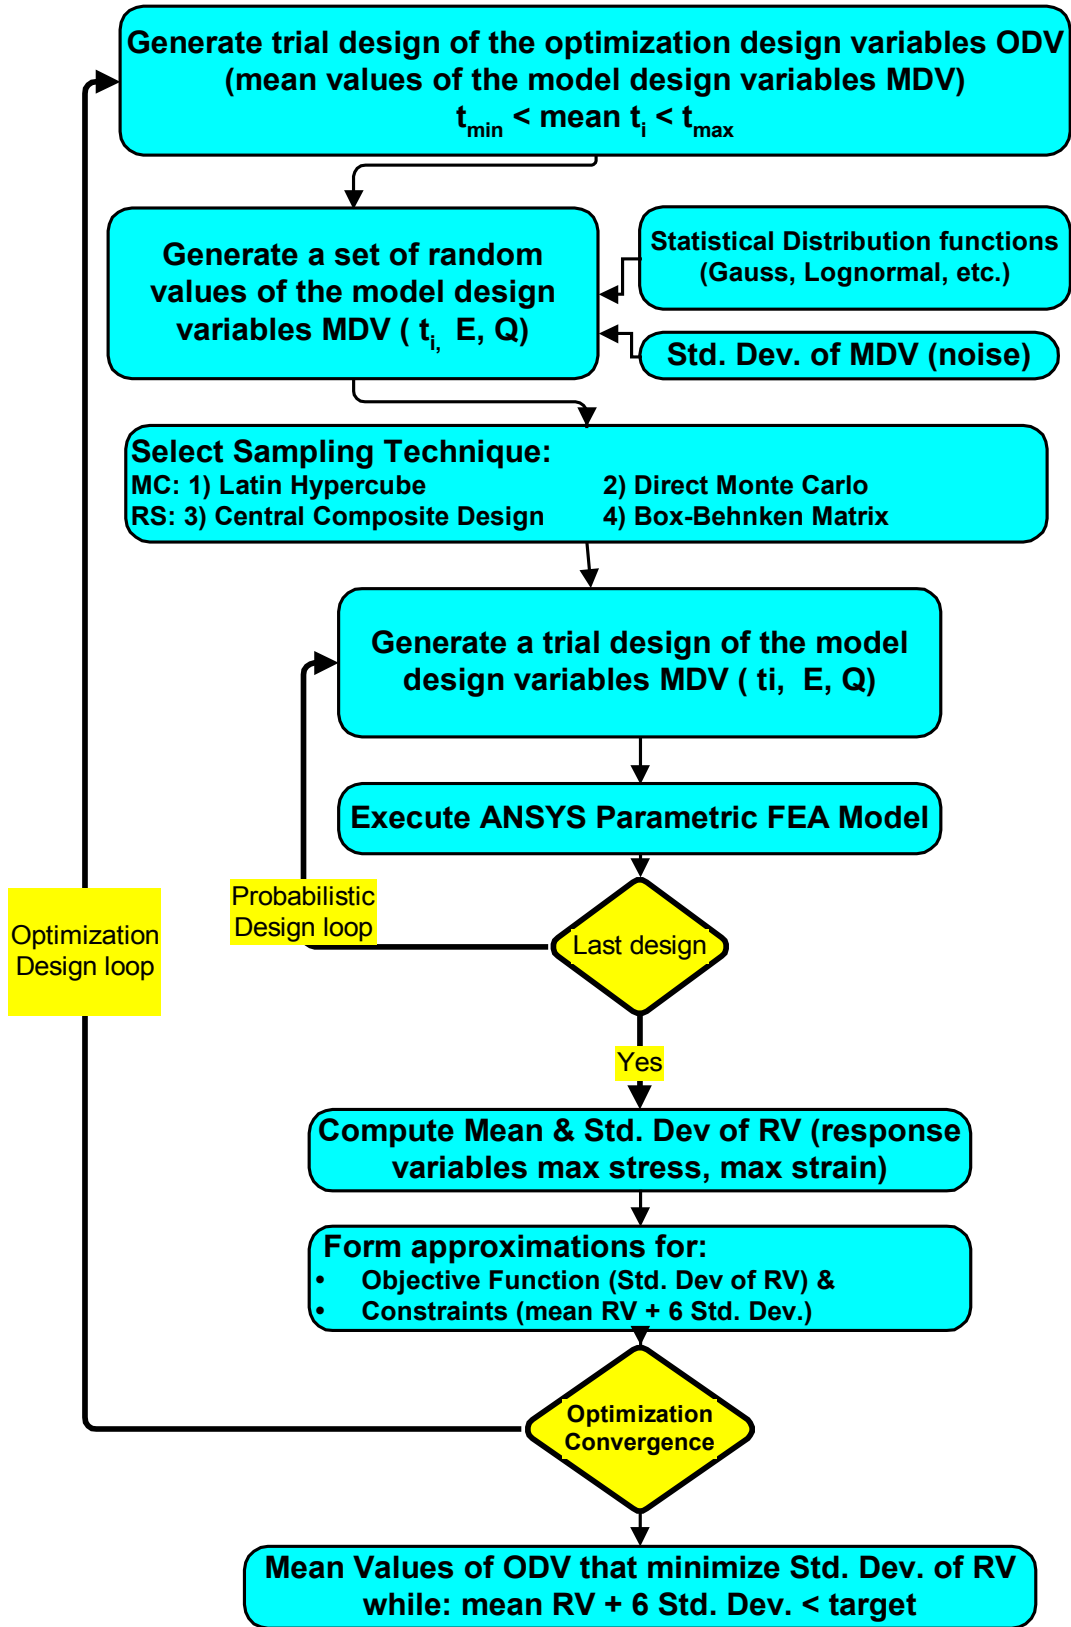 Generate trial design of the optimization design variables ODV
(mean values of the model design variables MDV)
t_min < mean t_i < t_max
Generate a set of random
values of the model design
variables MDV ( t_i, E, Q)
Statistical Distribution functions
(Gauss, Lognormal, etc.)
Std. Dev. of MDV (noise)
Select Sampling Technique:
MC: 1) Latin Hypercube 2) Direct Monte Carlo
RS: 3) Central Composite Design 4) Box-Behnken Matrix
Generate a trial design of the model
design variables MDV ( ti, E, Q)
Execute ANSYS Parametric FEA Model
Probabilistic
Design loop
Optimization
Design loop
Last design
Yes
Compute Mean & Std. Dev of RV (response
variables max stress, max strain)
Form approximations for:
• Objective Function (Std. Dev of RV) &
• Constraints (mean RV + 6 Std. Dev.)
Optimization
Convergence
Mean Values of ODV that minimize Std. Dev. of RV
while: mean RV + 6 Std. Dev. < target